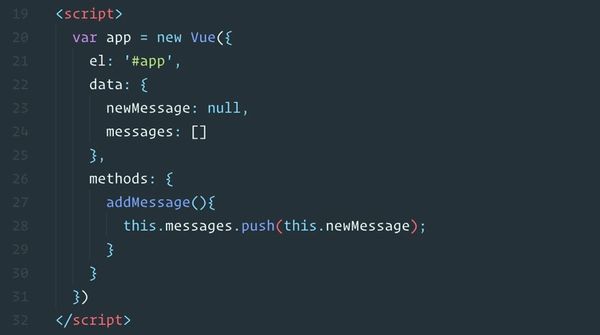 19 <script>
20 var app = new Vue({
21 el: '#app',
22 data: {
23 newMessage: null,
24 messages: []
25 },
26 methods: {
27 addMessage(){
28 this.messages.push(this.newMessage);
29 }
30 }
31 })
32 </script>